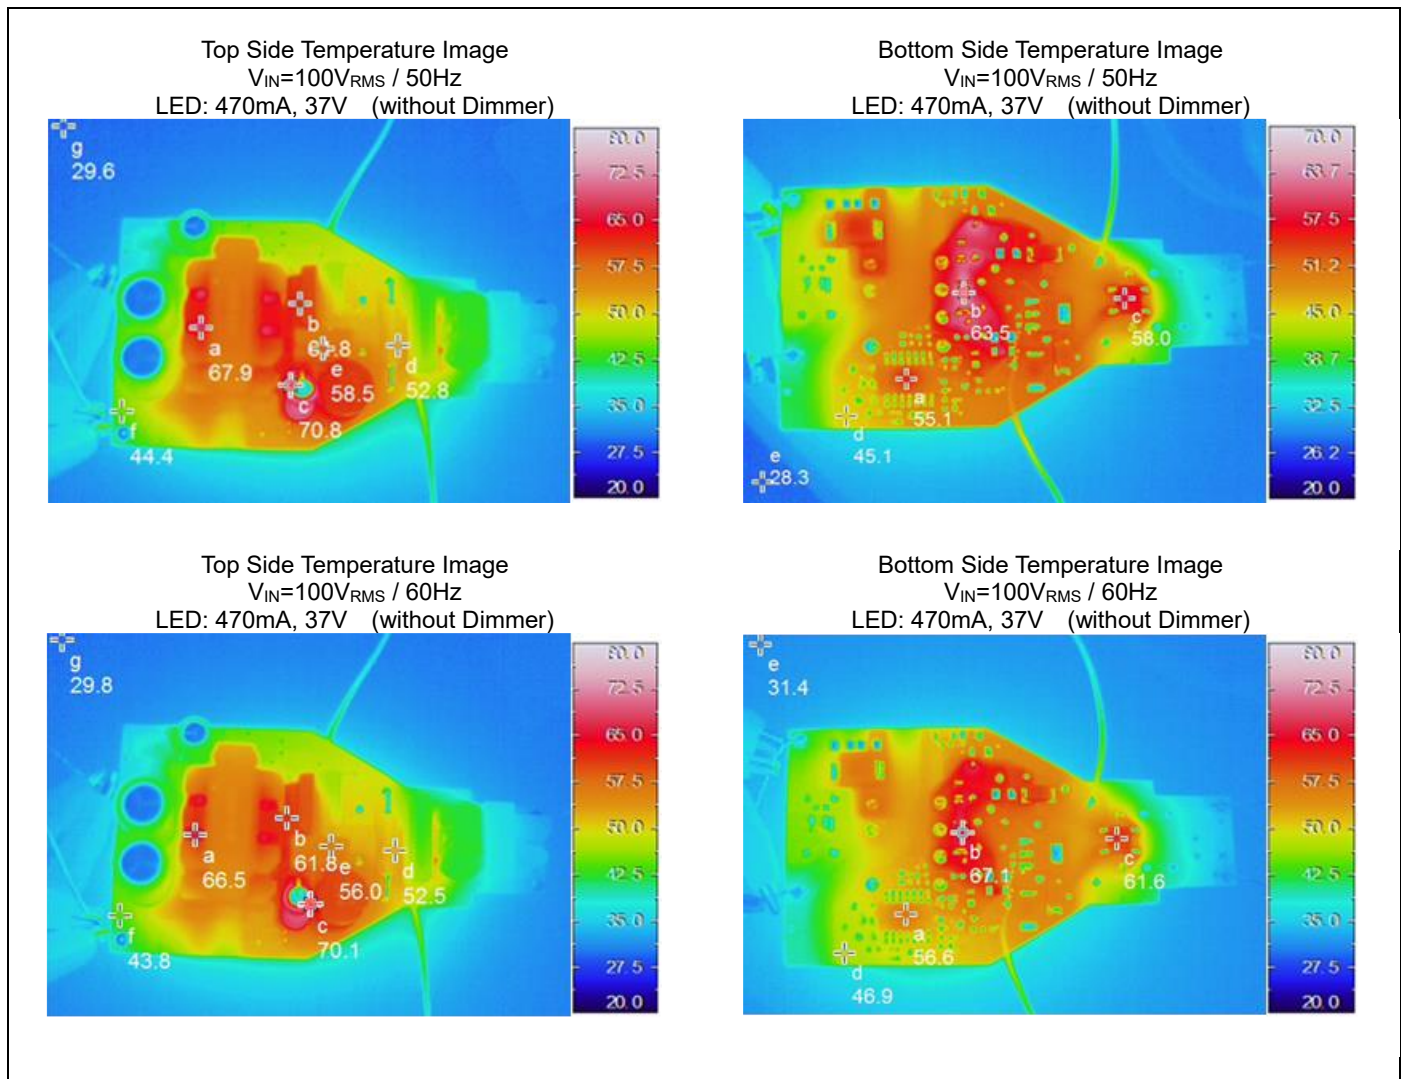 Top Side Temperature Image
VIN=100VRMS / 50Hz
LED: 470mA, 37V (without Dimmer)
g
29.6
a
67.9
b
c
70.8
e
58.5
d
52.8
f
44.4
80.0
72.5
65.0
57.5
50.0
42.5
35.0
27.5
20.0
Bottom Side Temperature Image
VIN=100VRMS / 50Hz
LED: 470mA, 37V (without Dimmer)
b
63.5
c
58.0
a
55.1
d
45.1
e
28.3
70.0
63.7
57.5
51.2
45.0
38.7
32.5
26.2
20.0
Top Side Temperature Image
VIN=100VRMS / 60Hz
LED: 470mA, 37V (without Dimmer)
g
29.8
a
66.5
b
61.8
e
56.0
d
52.5
c
70.1
f
43.8
80.0
72.5
65.0
57.5
50.0
42.5
35.0
27.5
20.0
Bottom Side Temperature Image
VIN=100VRMS / 60Hz
LED: 470mA, 37V (without Dimmer)
e
31.4
b
67.1
c
61.6
a
56.6
d
46.9
80.0
72.5
65.0
57.5
50.0
42.5
35.0
27.5
20.0